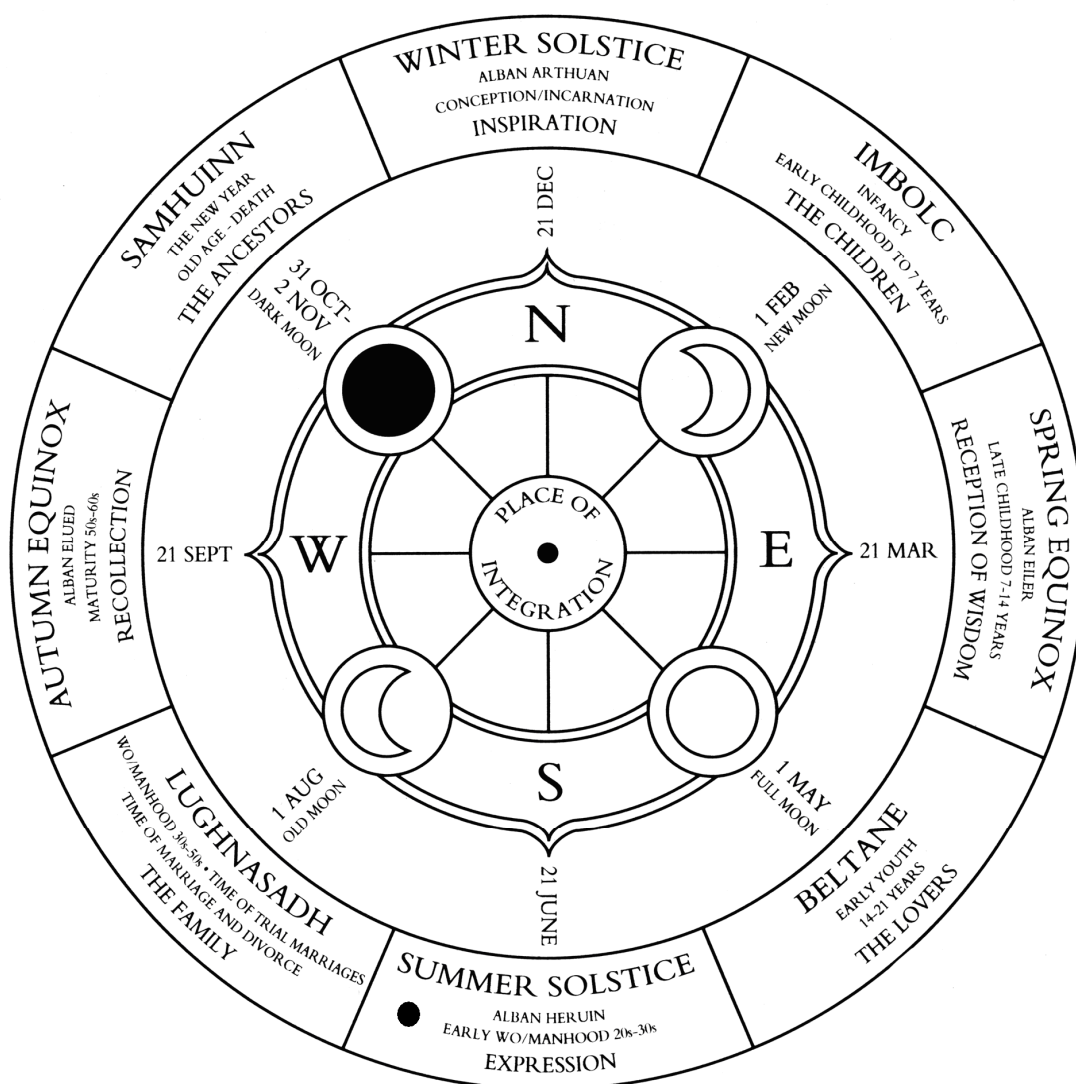 WINTER SOLSTICE
ALBAN ARTHUAN
CONCEPTION/INCARNATION
INSPIRATION
21 DEC
IMBOLC
INFANCY
EARLY CHILDHOOD TO 7 YEARS
THE CHILDREN
1 FEB
NEW MOON
SPRING EQUINOX
ALBAN EILER
LATE CHILDHOOD 7-14 YEARS
RECEPTION OF WISDOM
21 MAR
BELTANE
EARLY YOUTH
14-21 YEARS
THE LOVERS
1 MAY
FULL MOON
SUMMER SOLSTICE
ALBAN HERUIN
EARLY WO/MANHOOD 20s-30s
EXPRESSION
21 JUNE
LUGHNASADH
WO/MANHOOD 30s-50s • TIME OF TRIAL MARRIAGES
TIME OF MARRIAGE AND DIVORCE
THE FAMILY
1 AUG
OLD MOON
AUTUMN EQUINOX
ALBAN ELUED
MATURITY 50s-60s
RECOLLECTION
21 SEPT
SAMHUINN
THE NEW YEAR
OLD AGE - DEATH
THE ANCESTORS
31 OCT-
2 NOV
DARK MOON
N
E
S
W
PLACE OF
INTEGRATION